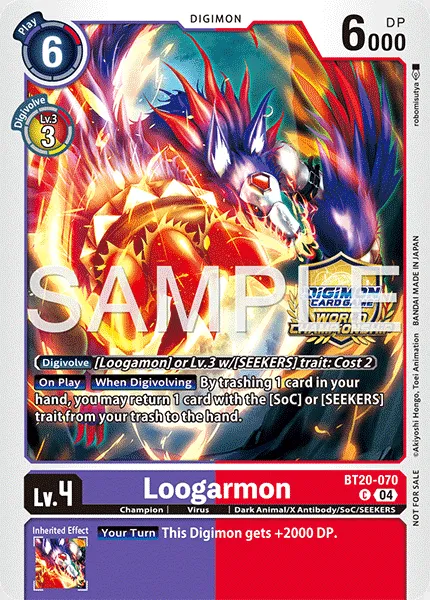 Play
6
DIGIMON
DP
6000
Digivolve
Lv.3
3
robomisutya
SAMPLE
DIGIMON
CARD GAME
WORLD
CHAMPIONSHIP
Digivolve [Loogamon] or Lv.3 w/[SEEKERS] trait: Cost 2
On Play When Digivolving By trashing 1 card in your
hand, you may return 1 card with the [SoC] or [SEEKERS]
trait from your trash to the hand.
©Akiyoshi Hongo, Toei Animation BANDAI MADE IN JAPAN
NOT FOR SALE
Lv.4
Loogarmon
BT20-070
C 04
Champion | Virus | Dark Animal/X Antibody/SoC/SEEKERS
Inherited Effect
Your Turn This Digimon gets +2000 DP.